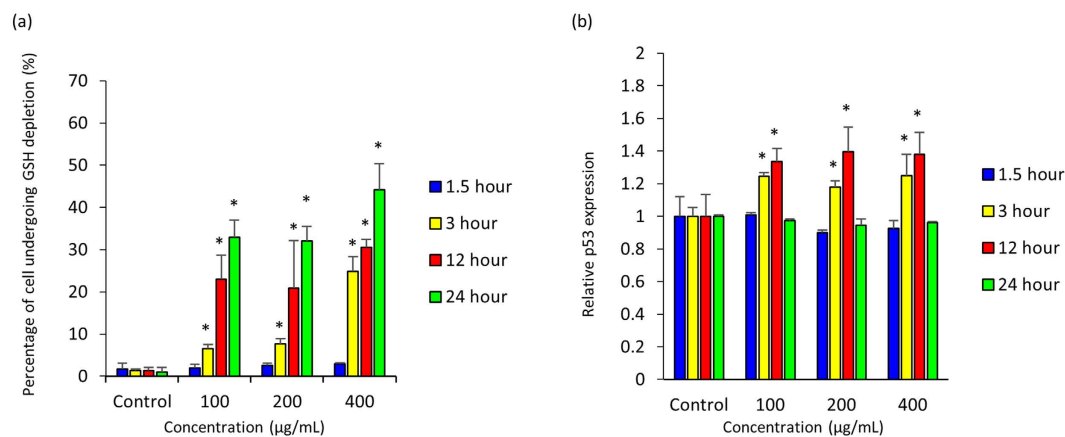 (a)
Percentage of cell undergoing GSH depletion (%)
70
60
50
40
30
20
10
0
* * *
* * *
* * *
Control 100 200 400
Concentration (µg/mL)
1.5 hour
3 hour
12 hour
24 hour
(b)
Relative p53 expression
2
1.8
1.6
1.4
1.2
1
0.8
0.6
0.4
0.2
0
* *
* *
* *
Control 100 200 400
Concentration (µg/mL)
1.5 hour
3 hour
12 hour
24 hour